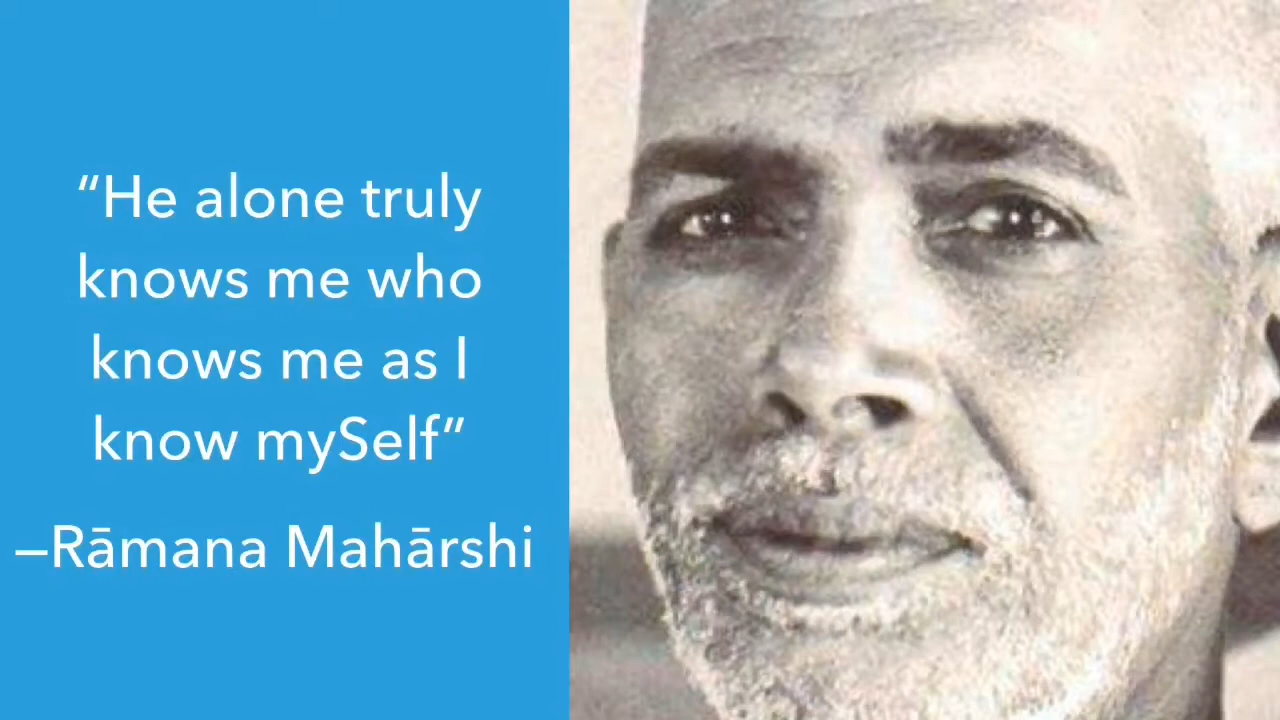 “He alone truly
knows me who
knows me as I
know mySelf”
—Rāmana Mahārshi